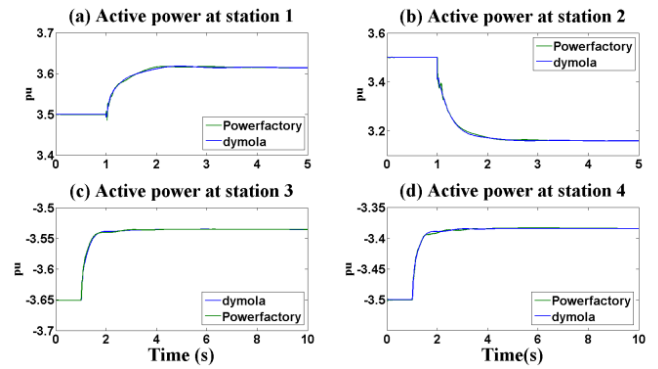 (a) Active power at station 1
3.7
3.6
3.5
3.4
pu
Powerfactory
dymola
0 1 2 3 4 5
(b) Active power at station 2
3.6
3.4
3.2
pu
Powerfactory
dymola
0 1 2 3 4 5
(c) Active power at station 3
-3.5
-3.55
-3.6
-3.65
-3.7
pu
dymola
Powerfactory
0 2 4 6 8 10
Time (s)
(d) Active power at station 4
-3.35
-3.4
-3.45
-3.5
-3.55
pu
Powerfactory
dymola
0 2 4 6 8 10
Time(s)